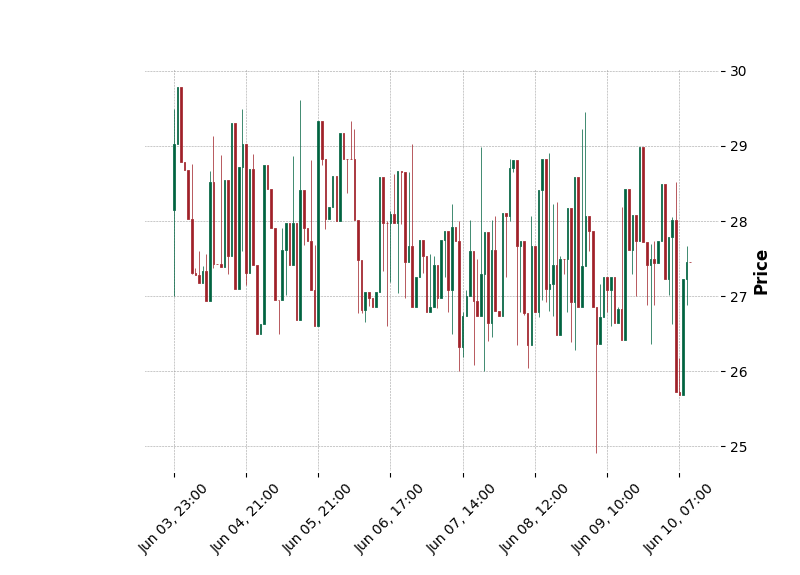 30
29
28
27
26
25
Price
Jun 03, 23:00
Jun 04, 21:00
Jun 05, 21:00
Jun 06, 17:00
Jun 07, 14:00
Jun 08, 12:00
Jun 09, 10:00
Jun 10, 07:00